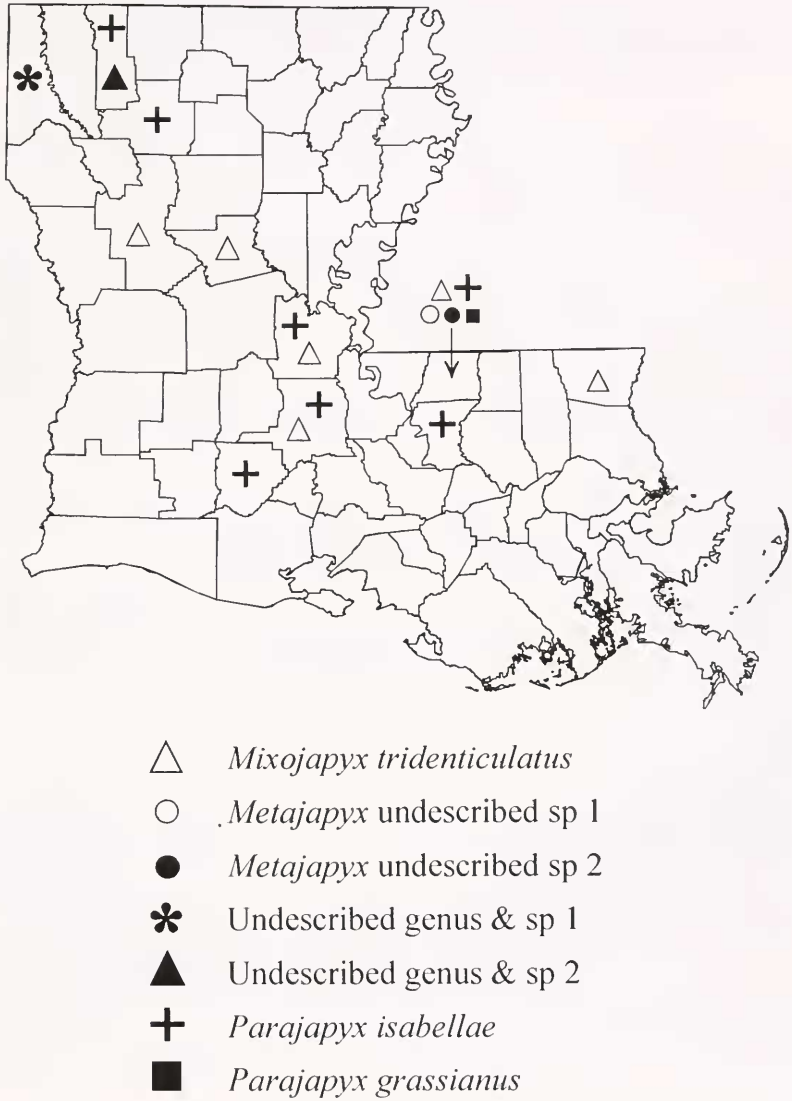 Mixojapyx tridenticulatus
Metajapyx undescribed sp 1
Metajapyx undescribed sp 2
Undescribed genus & sp 1
Undescribed genus & sp 2
Parajapyx isabellae
Parajapyx grassianus